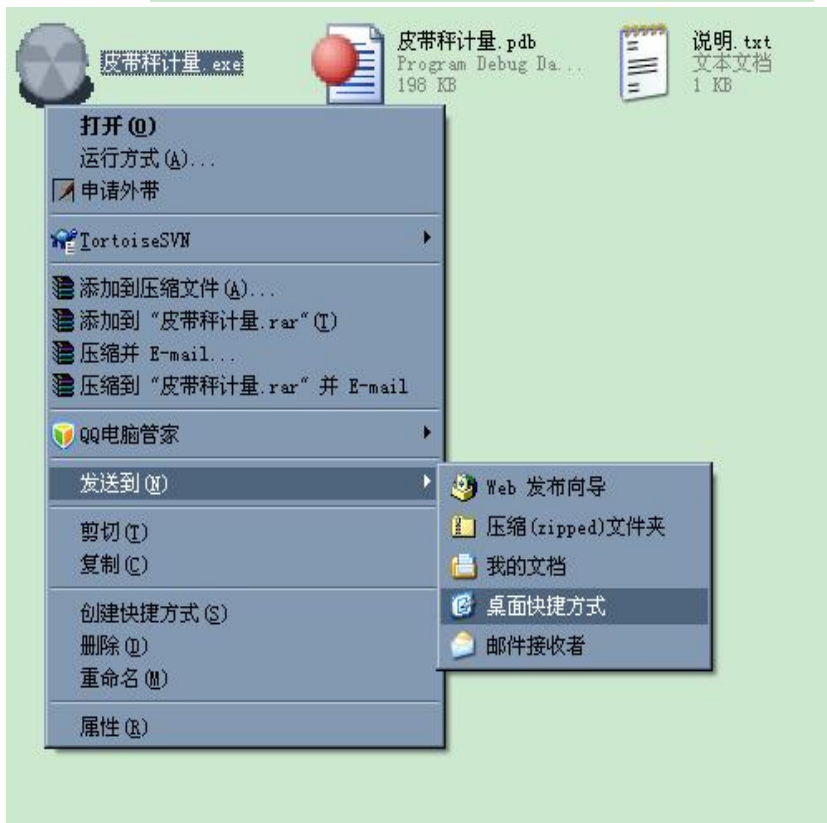 皮带秤计量.exe
皮带秤计量.pdb
Program Debug Da...
198 KB
说明.txt
文本文档
1 KB
打开(O)
运行方式(A)...
申请外带
TortoiseSVN
添加到压缩文件(A)...
添加到 "皮带秤计量.rar"(T)
压缩并 E-mail...
压缩到 "皮带秤计量.rar" 并 E-mail
QQ电脑管家
发送到(N)
剪切(T)
复制(C)
创建快捷方式(S)
删除(D)
重命名(M)
属性(R)
Web 发布向导
压缩(zipped)文件夹
我的文档
桌面快捷方式
邮件接收者